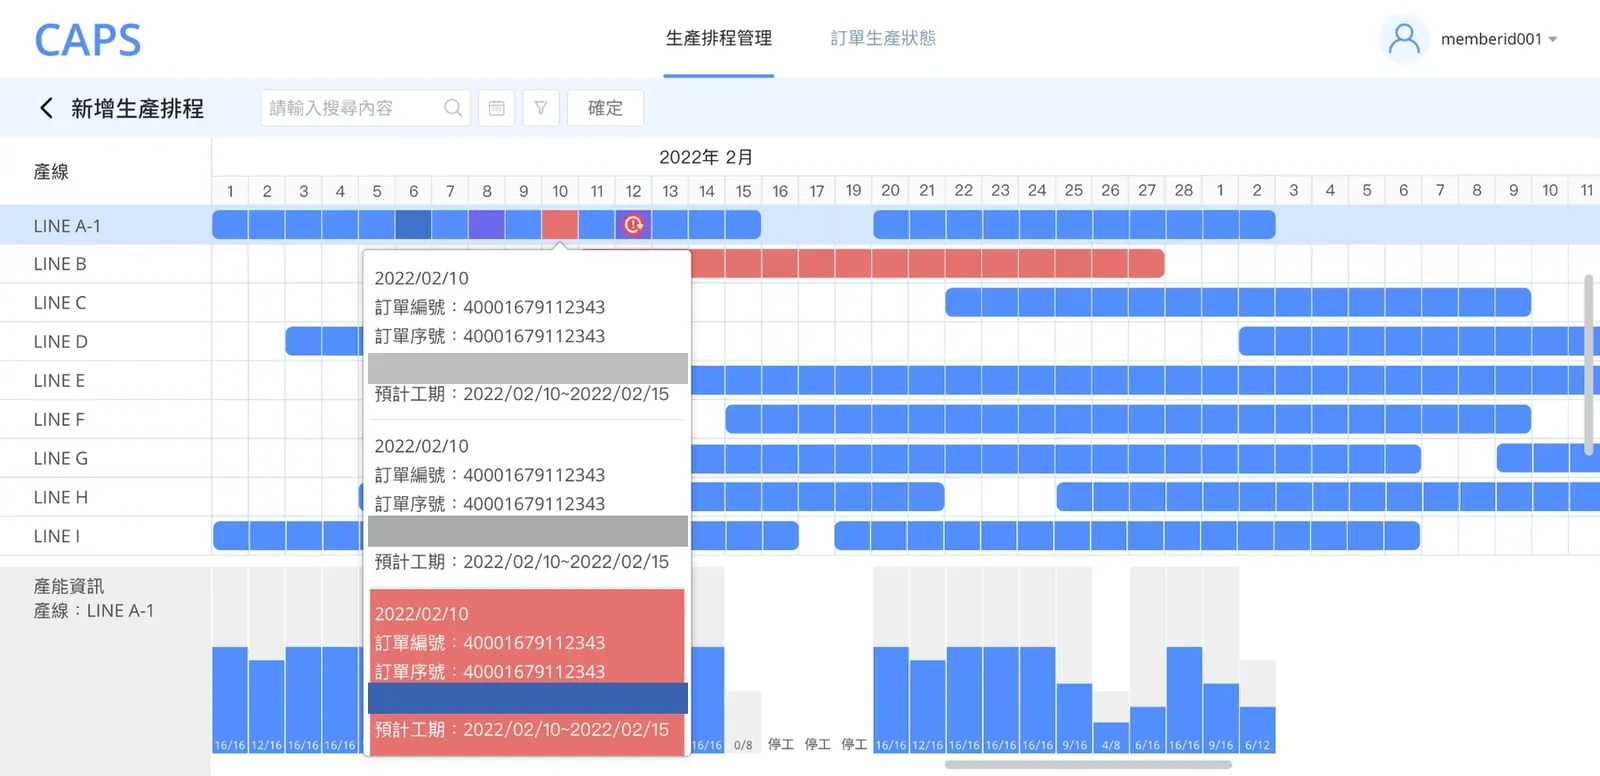 CAPS
生產排程管理
訂單生產狀態
memberid001
新增生產排程
請輸入搜尋內容
確定
產線
2022年 2月
1 2 3 4 5 6 7 8 9 10 11 12 13 14 15 16 17 19 20 21 22 23 24 25 26 27 28 1 2 3 4 5 6 7 8 9 10 11
LINE A-1
LINE B
LINE C
LINE D
LINE E
LINE F
LINE G
LINE H
LINE I
2022/02/10
訂單編號：40001679112343
訂單序號：40001679112343
預計工期：2022/02/10~2022/02/15
2022/02/10
訂單編號：40001679112343
訂單序號：40001679112343
預計工期：2022/02/10~2022/02/15
2022/02/10
訂單編號：40001679112343
訂單序號：40001679112343
預計工期：2022/02/10~2022/02/15
產能資訊
產線：LINE A-1
16/16 12/16 16/16 16/16 16/16 0/8 停工 停工 停工 16/16 12/16 16/16 16/16 16/16 9/16 4/8 6/16 16/16 9/16 6/12